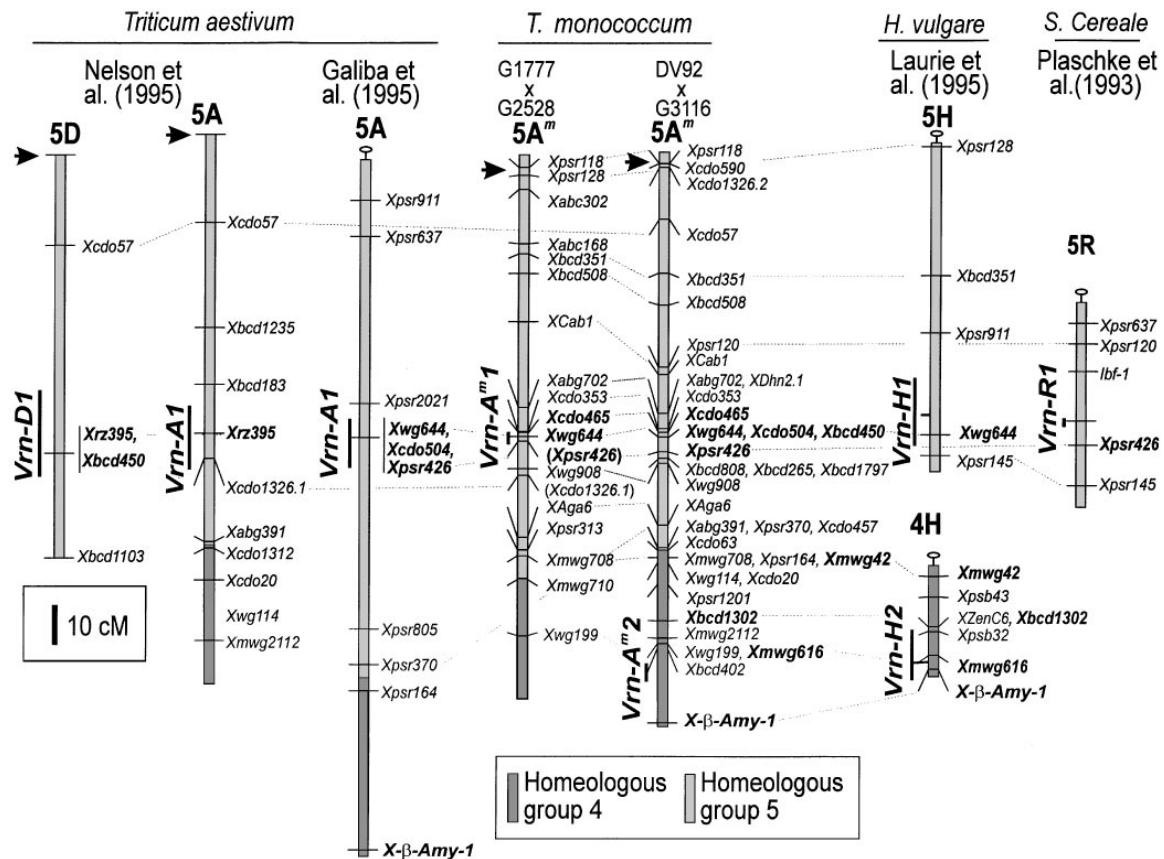 Triticum aestivum
T. monococcum
H. vulgare
S. Cereale
Nelson et
al. (1995)
Galiba et
al. (1995)
G1777
x
G2528
DV92
x
G3116
Laurie et
al. (1995)
Plaschke et
al.(1993)
5D
Xcdo57
Vrn-D1
Xrz395,
Xbcd450
Xbcd1103
5A
Xcdo57
Xbcd1235
Xbcd183
Vrn-A1
Xrz395
Xcdo1326.1
Xabg391
Xcdo1312
Xcdo20
Xwg114
Xmwg2112
5A
Xpsr911
Xpsr637
Xpsr2021
Vrn-A1
Xwg644,
Xcdo504,
Xpsr426
Xpsr805
Xpsr370
Xpsr164
X-β-Amy-1
5Am
Xpsr118
Xpsr128
Xabc302
Xabc168
Xbcd351
Xbcd508
XCab1
Xabg702
Xcdo353
Xcdo465
Vrn-Am1
Xwg644
(Xpsr426)
Xwg908
(Xcdo1326.1)
XAga6
Xpsr313
Xmwg708
Xmwg710
Xwg199
5Am
Xpsr118
Xcdo590
Xcdo1326.2
Xcdo57
Xbcd351
Xbcd508
Xpsr120
XCab1
Xabg702, XDhn2.1
Xcdo353
Xcdo465
Xwg644, Xcdo504, Xbcd450
Xpsr426
Xbcd808, Xbcd265, Xbcd1797
Xwg908
XAga6
Xabg391, Xpsr370, Xcdo457
Xcdo63
Xmwg708, Xpsr164, Xmwg42
Xwg114, Xcdo20
Xpsr1201
Xbcd1302
Xmwg2112
Xwg199, Xmwg616
Xbcd402
Vrn-Am2
X-β-Amy-1
5H
Xpsr128
Xbcd351
Xpsr911
Vrn-H1
Xwg644
Xpsr145
5R
Xpsr637
Xpsr120
Ibf-1
Vrn-R1
Xpsr426
Xpsr145
4H
Xmwg42
Xpsb43
XZenC6, Xbcd1302
Xpsb32
Vrn-H2
Xmwg616
X-β-Amy-1
10 cM
Homeologous
group 4
Homeologous
group 5